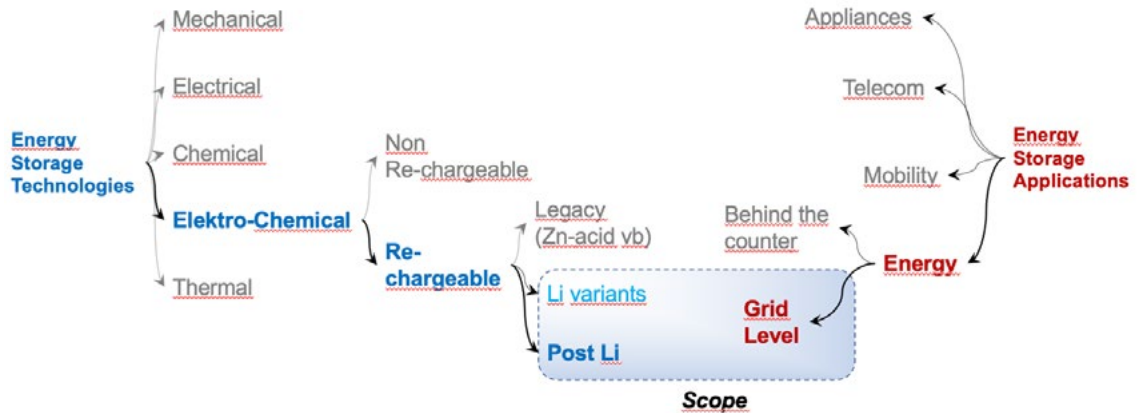 Mechanical
Electrical
Chemical
Energy
Storage
Technologies
Elektro-Chemical
Thermal
Non
Re-chargeable
Re-
chargeable
Legacy
(Zn-acid vb)
Li variants
Post Li
Appliances
Telecom
Mobility
Energy
Storage
Applications
Behind the
counter
Energy
Grid
Level
Scope